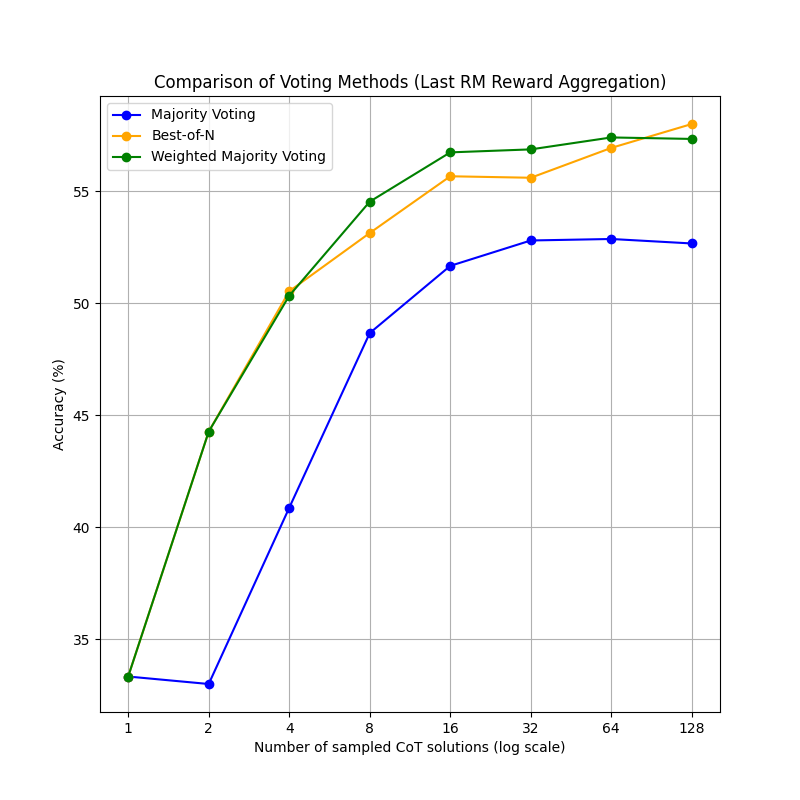 Comparison of Voting Methods (Last RM Reward Aggregation)
Majority Voting
Best-of-N
Weighted Majority Voting
Accuracy (%)
55
50
45
40
35
1 2 4 8 16 32 64 128
Number of sampled CoT solutions (log scale)